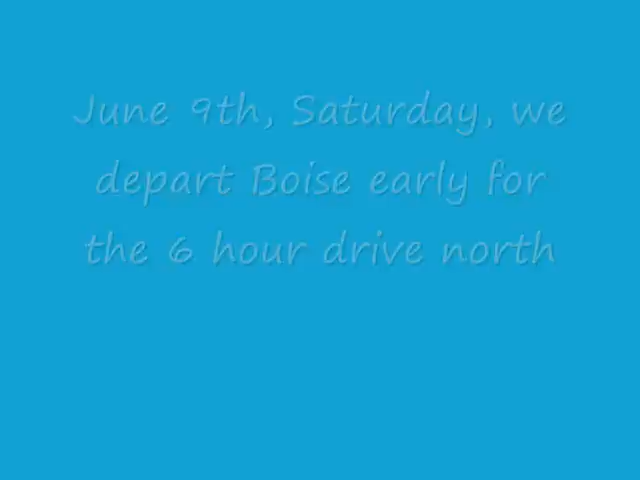 June 9th, Saturday, we
depart Boise early for
the 6 hour drive north